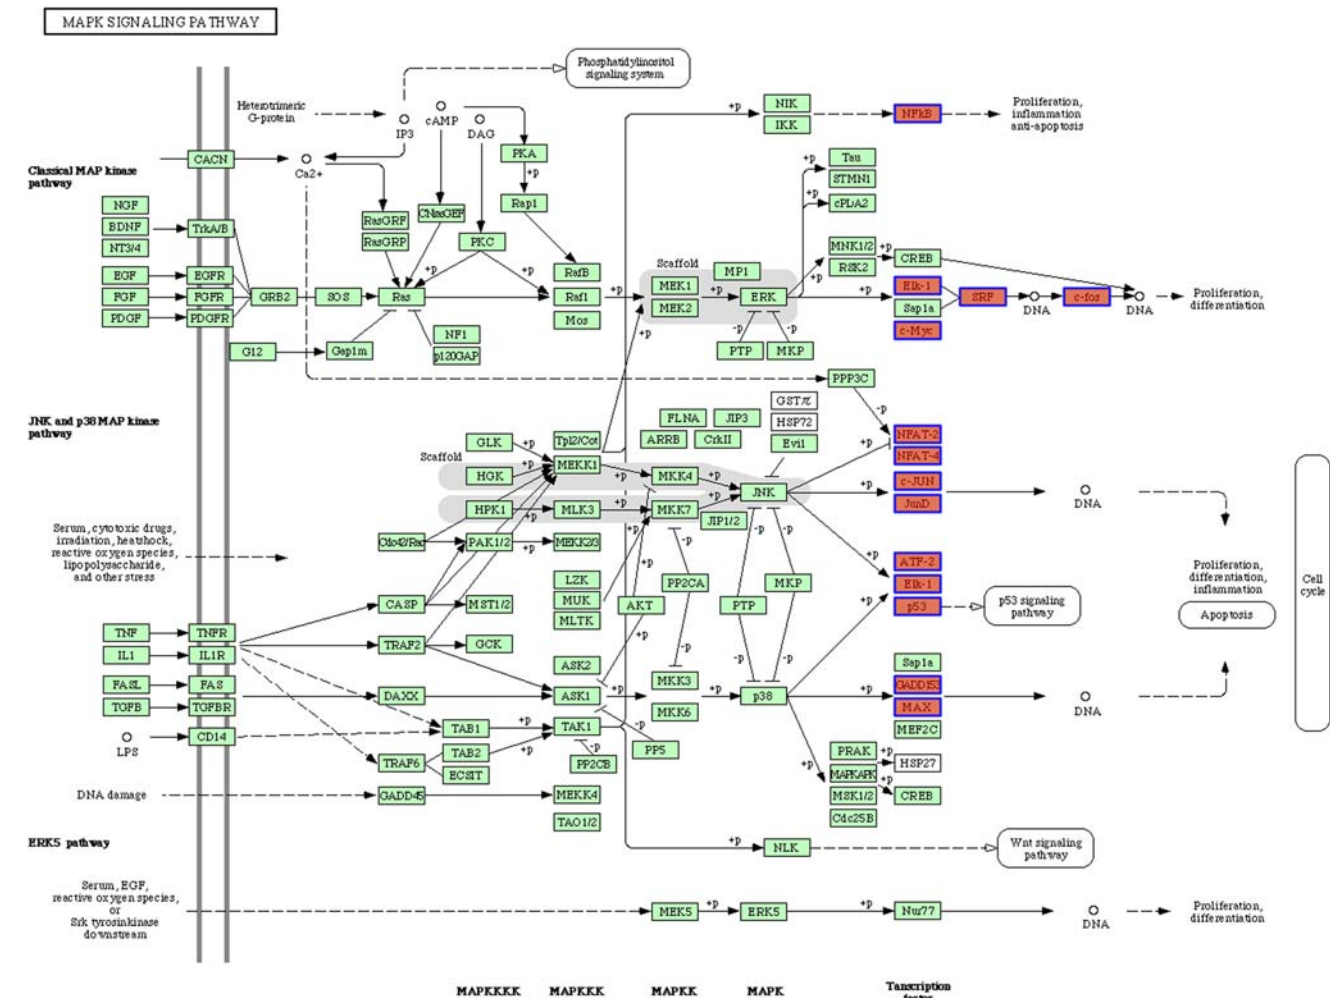 MAPK SIGNALING PATHWAY
Phosphatidylinositol
signaling system
Heterotrimeric
G-protein
IP3
cAMP
DAG
NIK
IKK
+p
NFkB
Proliferation,
inflammation
anti-apoptosis
Classical MAP kinase
pathway
CACN
Ca2+
PKA
+p
Rap1
Tau
STMN1
cPLA2
+p
+p
NGF
BDNF
NT3/4
TrkA/B
RasGRF
RasGRP
CNasGEF
PKC
EGF
EGFR
FGF
FGFR
PDGF
PDGFR
GRB2
SOS
Ras
+p
+p
RafB
Raf1
Mos
+p
Scaffold
MEK1
MEK2
MP1
+p
ERK
+p
+p
MNK1/2
RSK2
+p
CREB
Elk-1
Sap1a
c-Myc
SRF
DNA
c-fos
DNA
Proliferation,
differentiation
G12
Gap1m
NF1
p120GAP
+p
-p
-p
PTP
MKP
PPP3C
-p
JNK and p38 MAP kinase
pathway
GLK
HGK
Scaffold
+p
+p
Tpl2/Cot
MEKK1
FLNA
JIP3
ARRB
CrkII
GSTπ
HSP72
Evi1
NFAT-2
NFAT-4
c-JUN
JunD
+p
+p
DNA
+p
+p
MKK4
+p
JNK
HPK1
+p
MLK3
+p
MKK7
+p
JIP1/2
Serum, cytotoxic drugs,
irradiation, heatshock,
reactive oxygen species,
lipopolysaccharide,
and other stress
Cdc42/Rac
PAK1/2
+p
MEKK2/3
LZK
MUK
MLTK
+p
-p
PP2CA
AKT
+p
PTP
MKP
-p
-p
-p
+p
+p
ATF-2
Elk-1
p53
p53 signaling
pathway
Proliferation,
differentiation,
inflammation
Apoptosis
Cell
cycle
CASP
MST1/2
TNF
TNFR
TRAF2
GCK
IL1
IL1R
FASL
FAS
DAXX
ASK2
ASK1
+p
MKK3
MKK6
+p
p38
+p
Sap1a
GADD153
MAX
MEF2C
DNA
TGFB
TGFBR
LPS
CD14
TAB1
+p
TAK1
TAB2
ECSIT
+p
TRAF6
-p
PP2CB
-p
PP5
+p
PRAK
MAPKAPK
MSK1/2
Cdc25B
+p
+p
HSP27
CREB
DNA damage
GADD45
MEKK4
TAO1/2
ERK5 pathway
+p
NLK
Wnt signaling
pathway
Serum, EGF,
reactive oxygen species,
or
Srk tyrosinkinase
downstream
MEK5
+p
ERK5
+p
Nur77
DNA
Proliferation,
differentiation
MAPKKKK
MAPKKK
MAPKK
MAPK
Transcription
factor